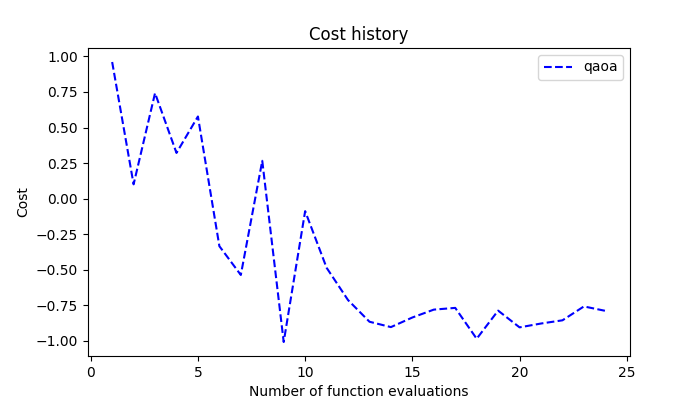 Cost history
qaoa
1.00
0.75
0.50
0.25
0.00
−0.25
−0.50
−0.75
−1.00
Cost
0 5 10 15 20 25
Number of function evaluations